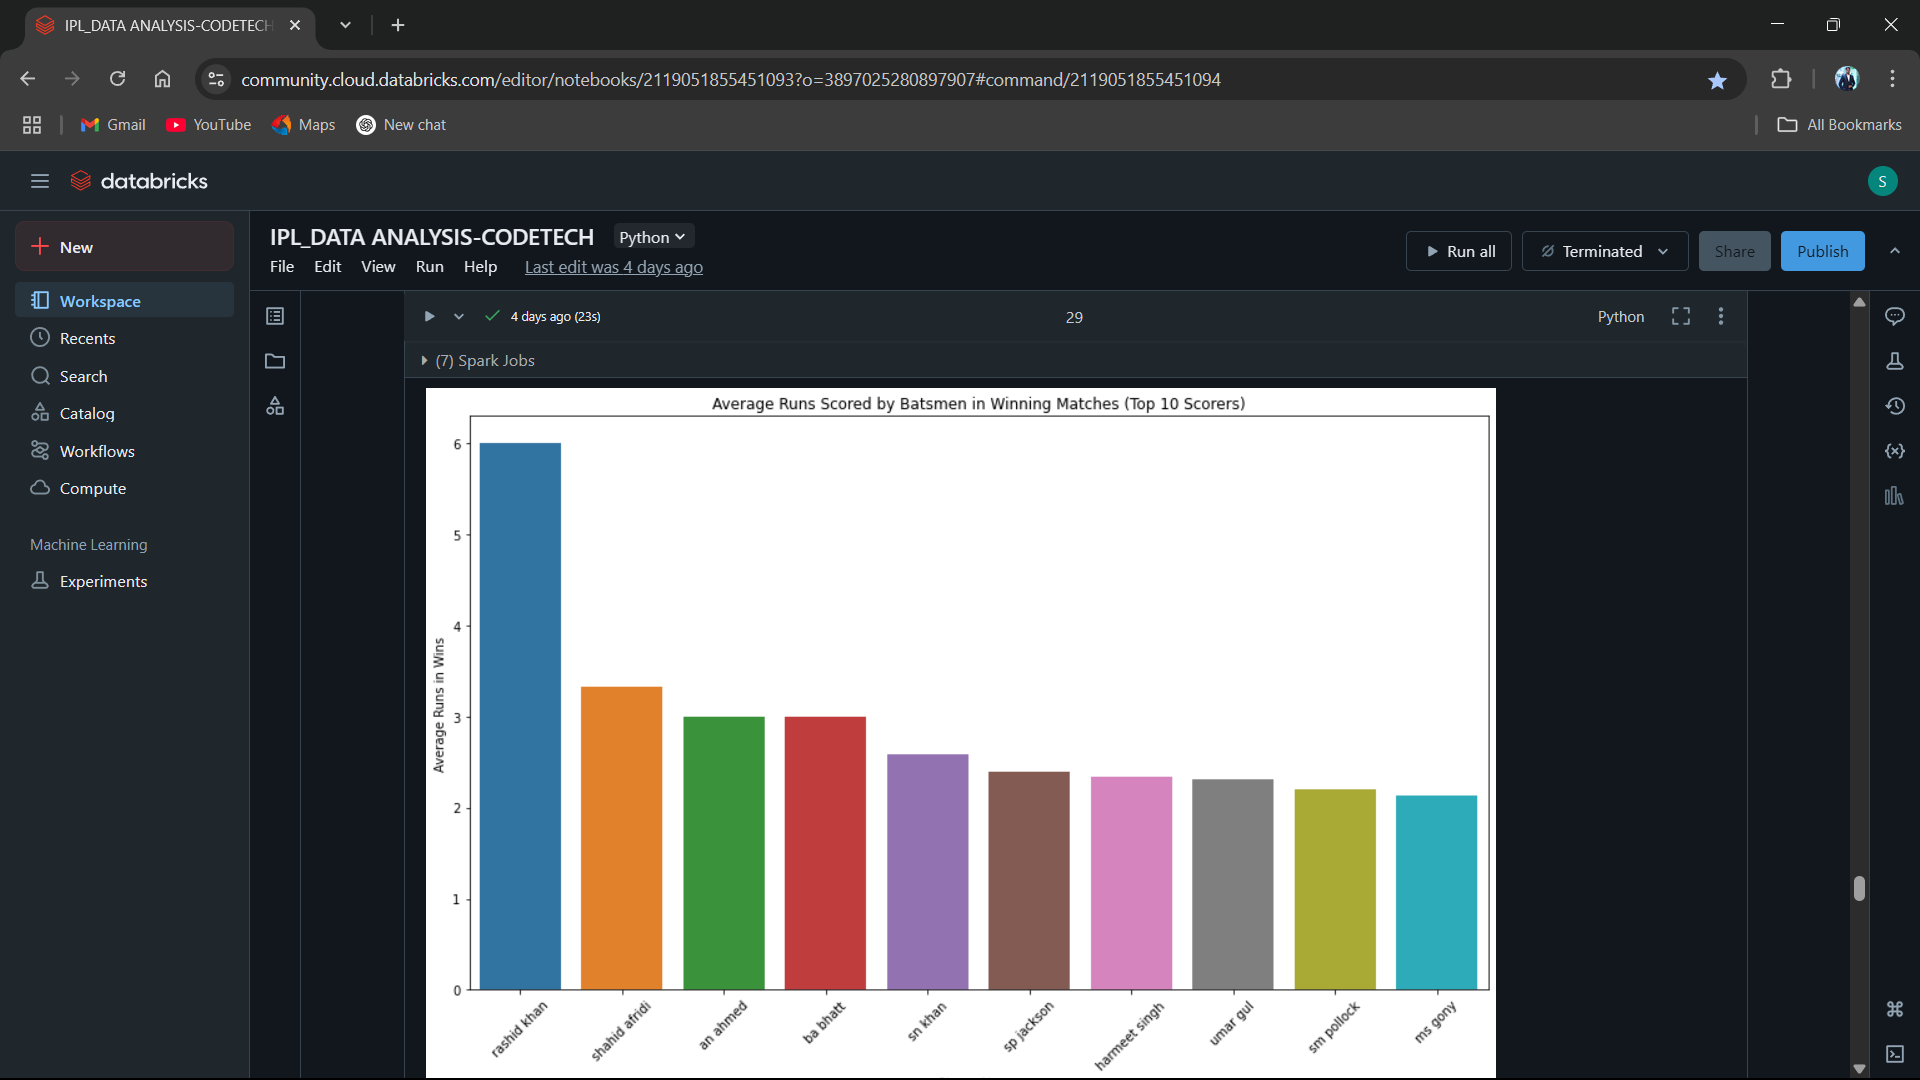 IPL_DATA ANALYSIS-CODETECH
community.cloud.databricks.com/editor/notebooks/2119051855451093?o=3897025280897907#command/2119051855451094
Gmail YouTube Maps New chat All Bookmarks
databricks S
New
Workspace
Recents
Search
Catalog
Workflows
Compute
Machine Learning
Experiments
IPL_DATA ANALYSIS-CODETECH Python
Run all Terminated Share Publish
File Edit View Run Help Last edit was 4 days ago
4 days ago (23s) 29 Python
(7) Spark Jobs
Average Runs Scored by Batsmen in Winning Matches (Top 10 Scorers)
Average Runs in Wins
6
5
4
3
2
1
0
rashid khan
shahid afridi
an ahmed
ba bhatt
sn khan
sp jackson
harmeet singh
umar gul
sm pollock
ms gony